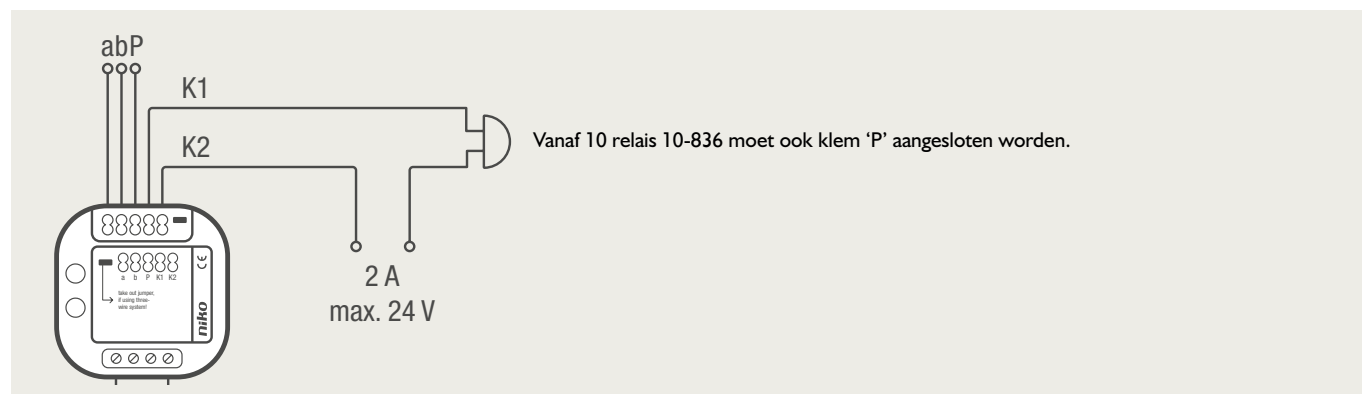 abP
K1
K2
Vanaf 10 relais 10-836 moet ook klem ‘P’ aangesloten worden.
a b P K1 K2
take out jumper,
if using three-
wire system!
CE
niko
2 A
max. 24 V